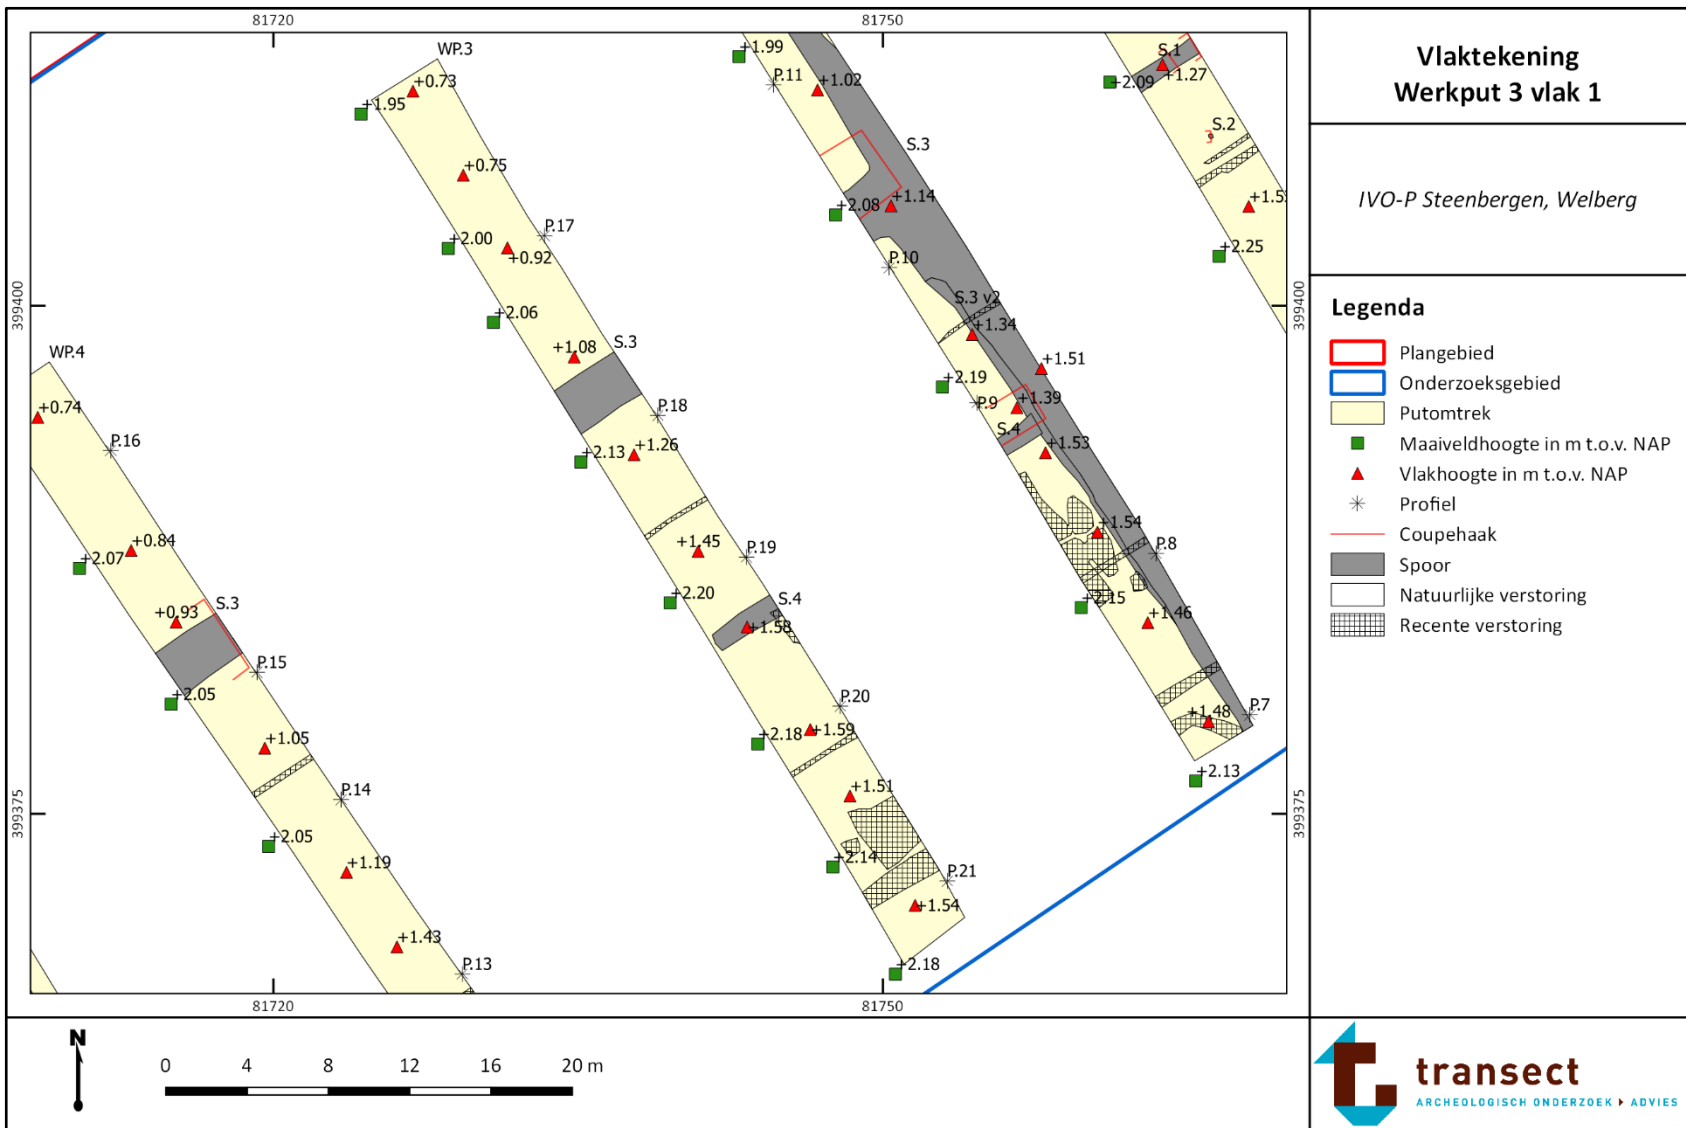 81720
81750
WP.3
+0.73
+1.95
+0.75
P.17
+2.00
+0.92
+2.06
+1.08
S.3
P.18
+2.13
+1.26
+1.45
P.19
+2.20
S.4
+1.58
P.20
+2.18
+1.59
+1.51
+2.14
P.21
+1.54
+2.18
WP.4
+0.74
P.16
+0.84
+2.07
+0.93
S.3
P.15
+2.05
+1.05
P.14
+2.05
+1.19
+1.43
P.13
+1.99
P.11
+1.02
S.3
+2.08
+1.14
P.10
S.3 v2
+1.34
+1.51
+2.19
P.9
+1.39
S.4
+1.53
+1.54
P.8
+2.15
+1.46
P.7
+1.48
+2.13
S.1
+1.27
+2.09
S.2
+2.25
399400
399400
399375
399375
81720
81750
Vlaktekening
Werkput 3 vlak 1
IVO-P Steenbergen, Welberg
Legenda
Plangebied
Onderzoeksgebied
Putomtrek
Maaiveldhoogte in m t.o.v. NAP
Vlakhoogte in m t.o.v. NAP
Profiel
Coupehaak
Spoor
Natuurlijke verstoring
Recente verstoring
N
0 4 8 12 16 20 m
transect
ARCHEOLOGISCH ONDERZOEK ▸ ADVIES